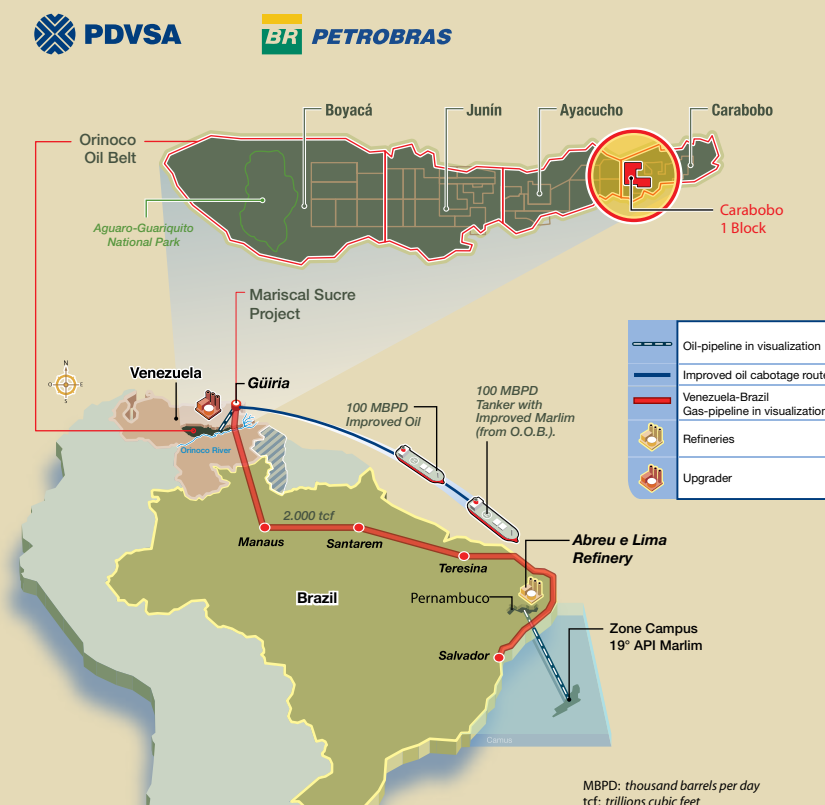 PDVSA
BR PETROBRAS
Boyacá
Junín
Ayacucho
Carabobo
Orinoco
Oil Belt
Aguaro-Guariquito
National Park
Carabobo
1 Block
Mariscal Sucre
Project
N
O
E
S
Venezuela
Güiria
100 MBPD
Improved Oil
100 MBPD
Tanker with
Improved Marlim
(from O.O.B.).
Oil-pipeline in visualization
Improved oil cabotage route
Venezuela-Brazil
Gas-pipeline in visualization
Refineries
Upgrader
Orinoco River
2.000 tcf
Manaus
Santarem
Teresina
Abreu e Lima
Refinery
Brazil
Pernambuco
Zone Campus
19° API Marlim
Salvador
Camus
MBPD: thousand barrels per day
tcf: trillions cubic feet